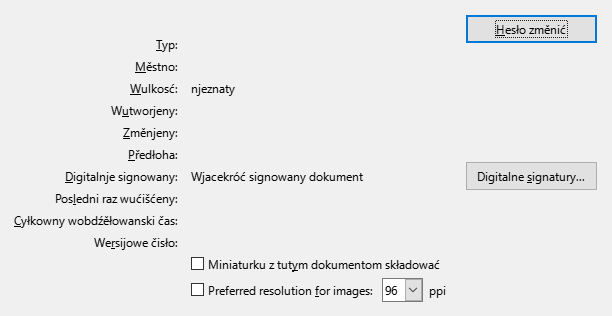 Hesło změnić
Typ:
Městno:
Wulkosć: njeznaty
Wutworjeny:
Změnjeny:
Předłoha:
Digitalnje signowany: Wjacekróć signowany dokument Digitalne signatury...
Posledni raz wućišćeny:
Cyłkowny wobdźěłowanski čas:
Wersijowe čisło:
Miniaturku z tutym dokumentom składować
Preferred resolution for images: 96 ppi